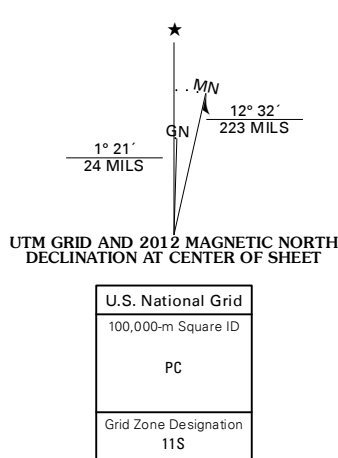 ★
MN
GN
12° 32´
223 MILS
1° 21´
24 MILS
UTM GRID AND 2012 MAGNETIC NORTH
DECLINATION AT CENTER OF SHEET
U.S. National Grid
100,000-m Square ID
PC
Grid Zone Designation
11S